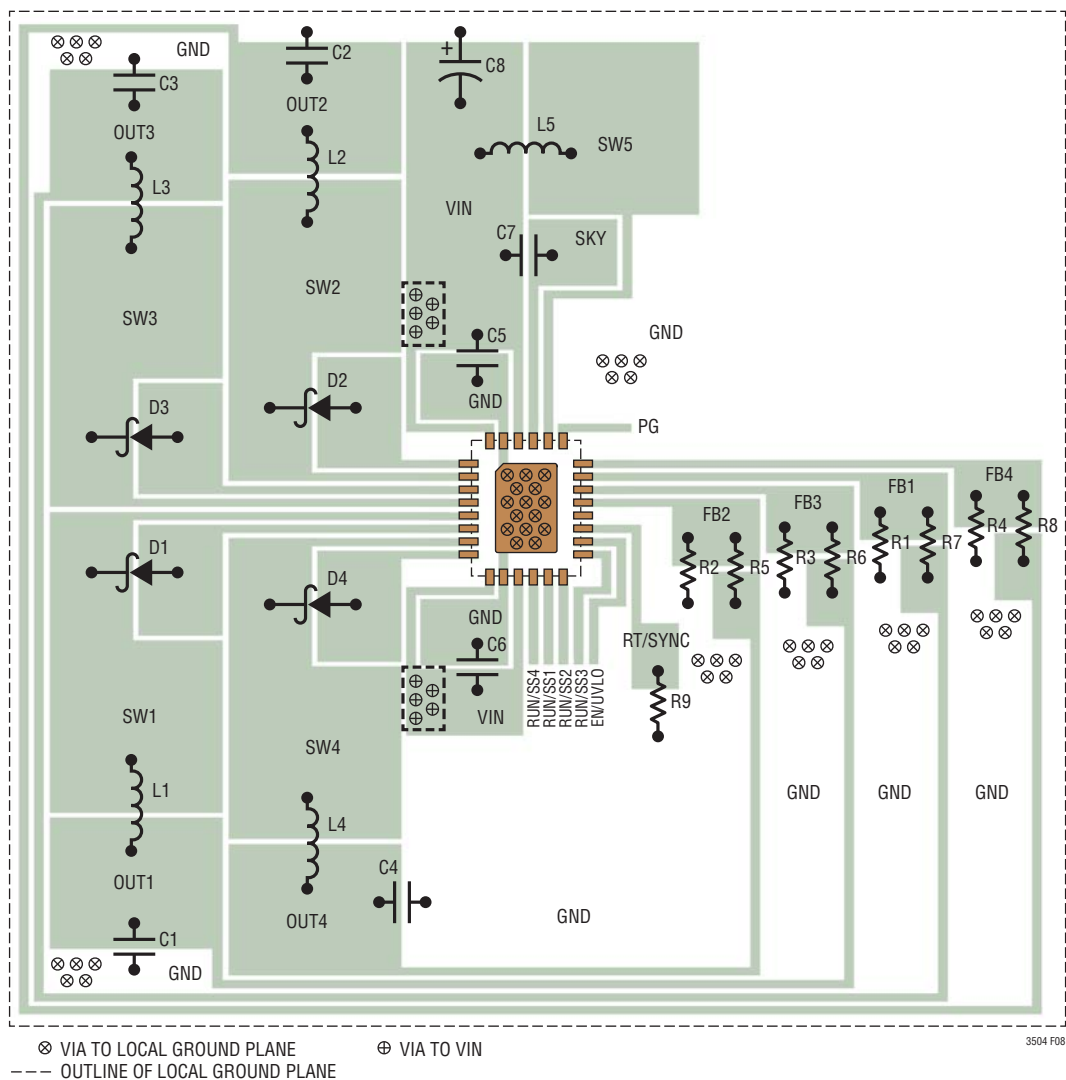 GND
C2
C8
+
C3
OUT2
L5
SW5
OUT3
L2
L3
VIN
C7
SKY
SW2
SW3
GND
C5
D2
GND
D3
PG
FB4
FB1
FB3
FB2
R4
R8
R1
R7
R3
R6
R2
R5
D1
D4
GND
RT/SYNC
C6
R9
RUN/SS4
RUN/SS1
RUN/SS2
RUN/SS3
EN/UVLO
SW1
VIN
SW4
L1
GND
GND
GND
L4
C4
OUT1
OUT4
GND
C1
GND
VIA TO LOCAL GROUND PLANE
VIA TO VIN
OUTLINE OF LOCAL GROUND PLANE
3504 F08